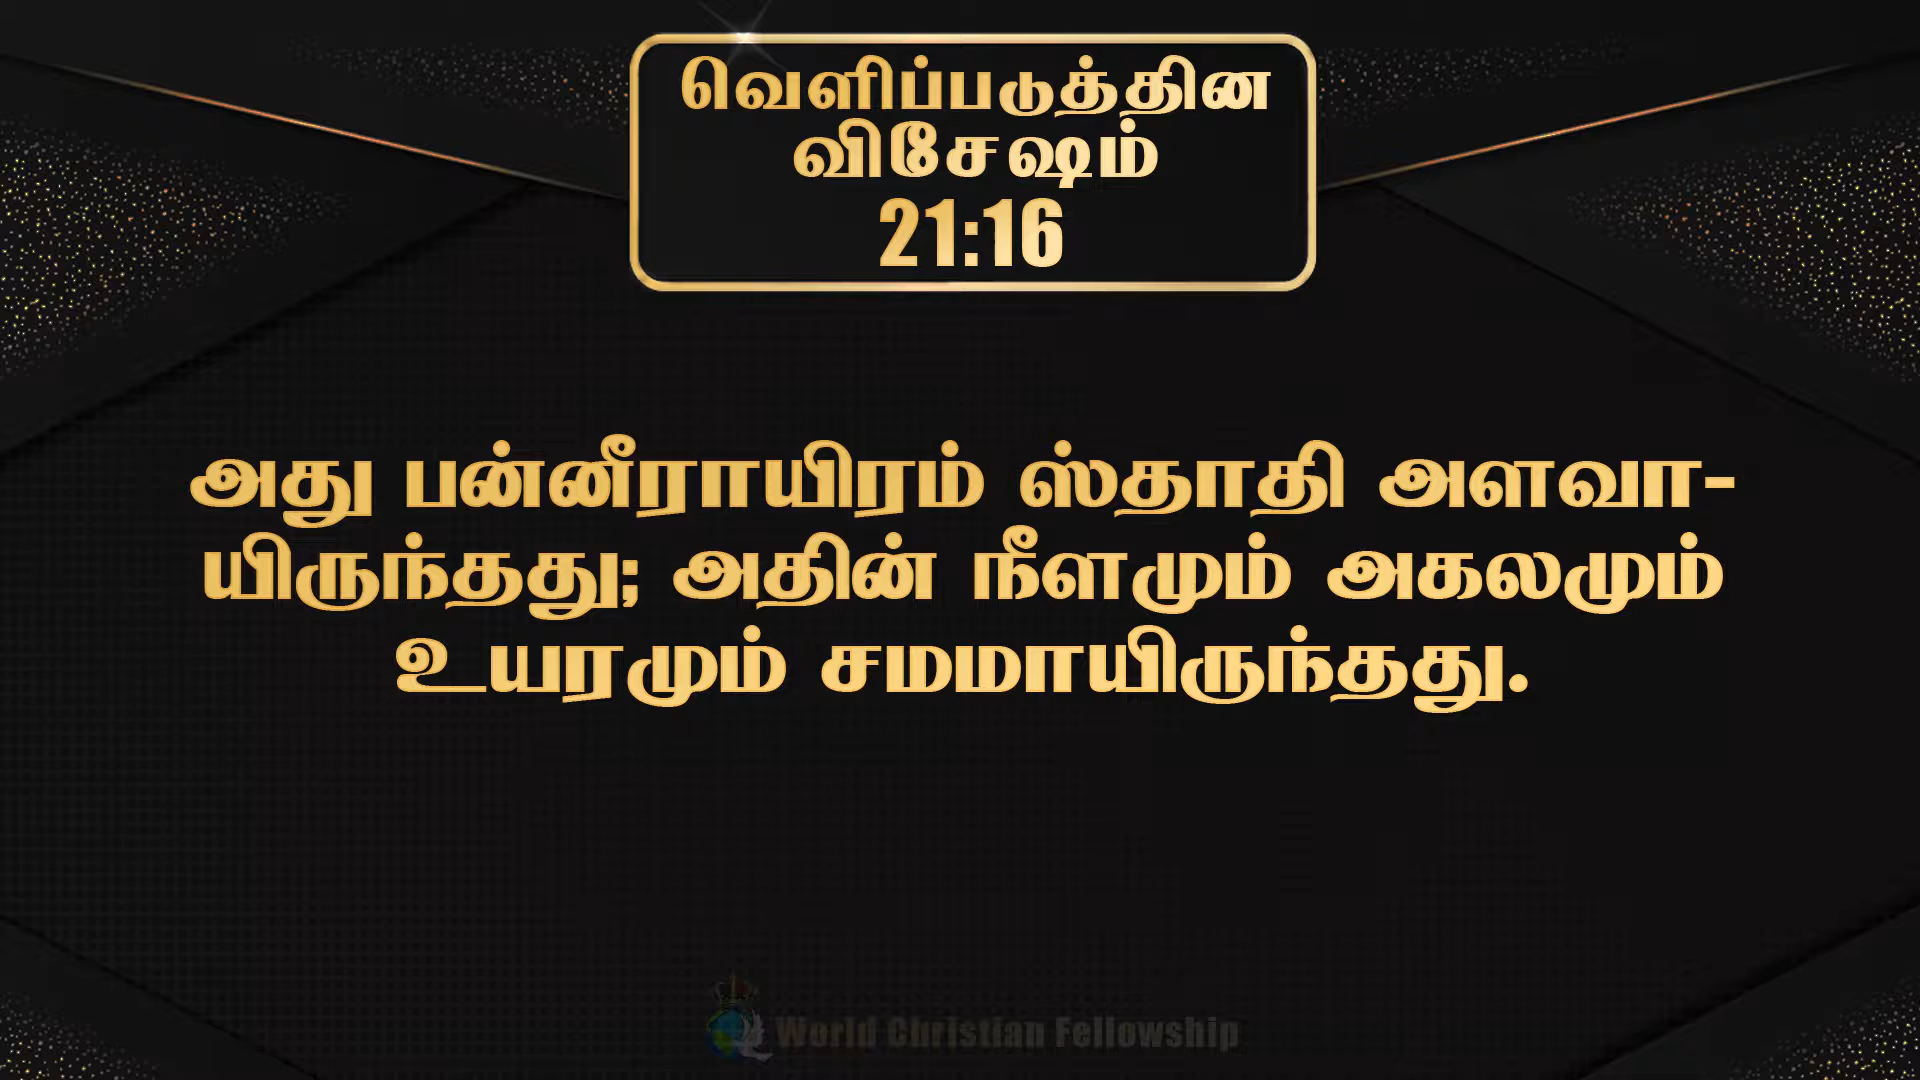 வெளிப்படுத்தின
விசேஷம்
21:16
அது பன்னீராயிரம் ஸ்தாதி அளவா-
யிருந்தது; அதின் நீளமும் அகலமும்
உயரமும் சமமாயிருந்தது.
World Christian Fellowship